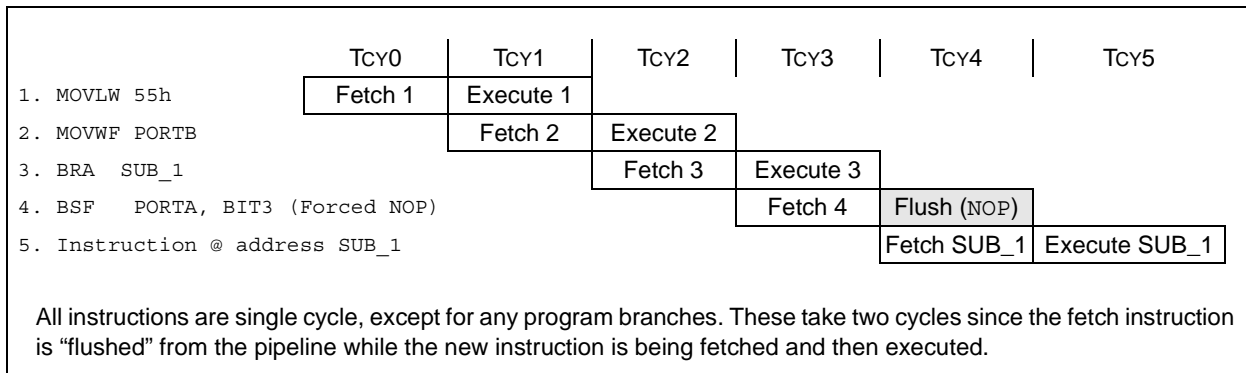 TCY0 TCY1 TCY2 TCY3 TCY4 TCY5
1. MOVLW 55h Fetch 1 Execute 1
2. MOVWF PORTB Fetch 2 Execute 2
3. BRA SUB_1 Fetch 3 Execute 3
4. BSF PORTA, BIT3 (Forced NOP) Fetch 4 Flush (NOP)
5. Instruction @ address SUB_1 Fetch SUB_1 Execute SUB_1
All instructions are single cycle, except for any program branches. These take two cycles since the fetch instruction
is “flushed” from the pipeline while the new instruction is being fetched and then executed.